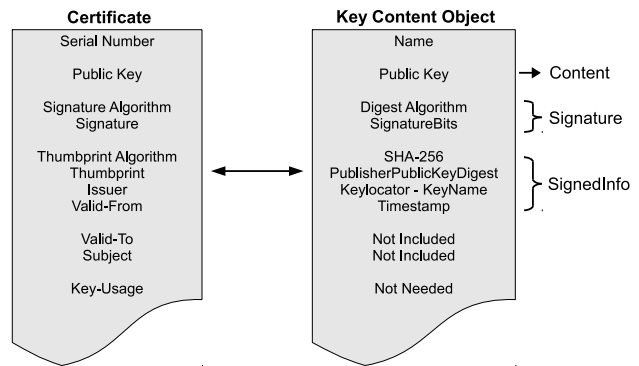 Certificate
Serial Number
Public Key
Signature Algorithm
Signature
Thumbprint Algorithm
Thumbprint
Issuer
Valid-From
Valid-To
Subject
Key-Usage
Key Content Object
Name
Public Key
Digest Algorithm
SignatureBits
SHA-256
PublisherPublicKeyDigest
Keylocator - KeyName
Timestamp
Not Included
Not Included
Not Needed
Content
Signature
SignedInfo